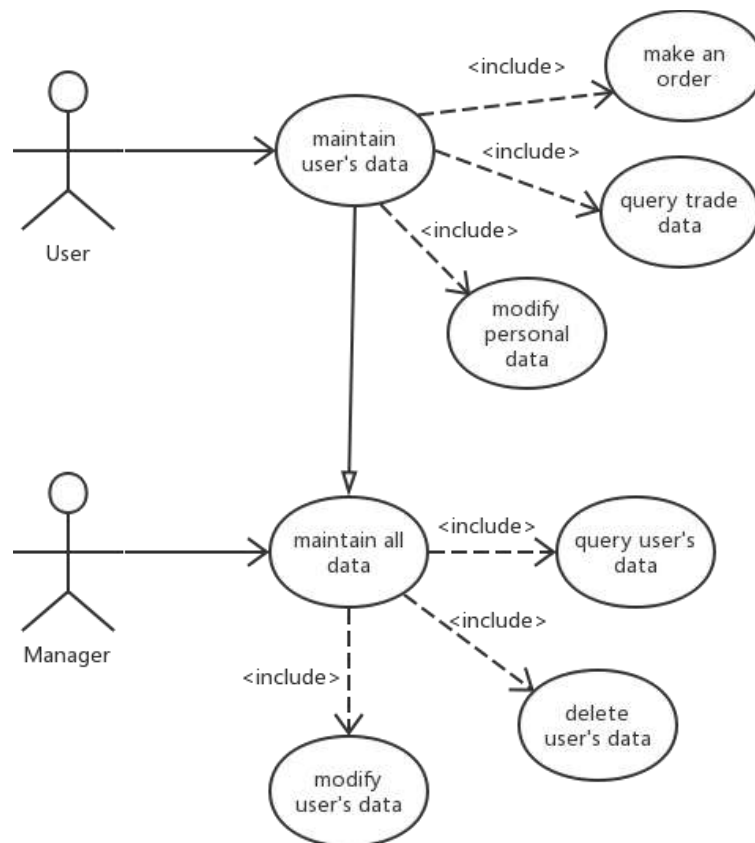 make an
order
<include>
maintain
user's data
<include>
query trade
data
User
<include>
modify
personal
data
maintain all
data
<include>
query user's
data
Manager
<include>
<include>
delete
user's data
modify
user's data